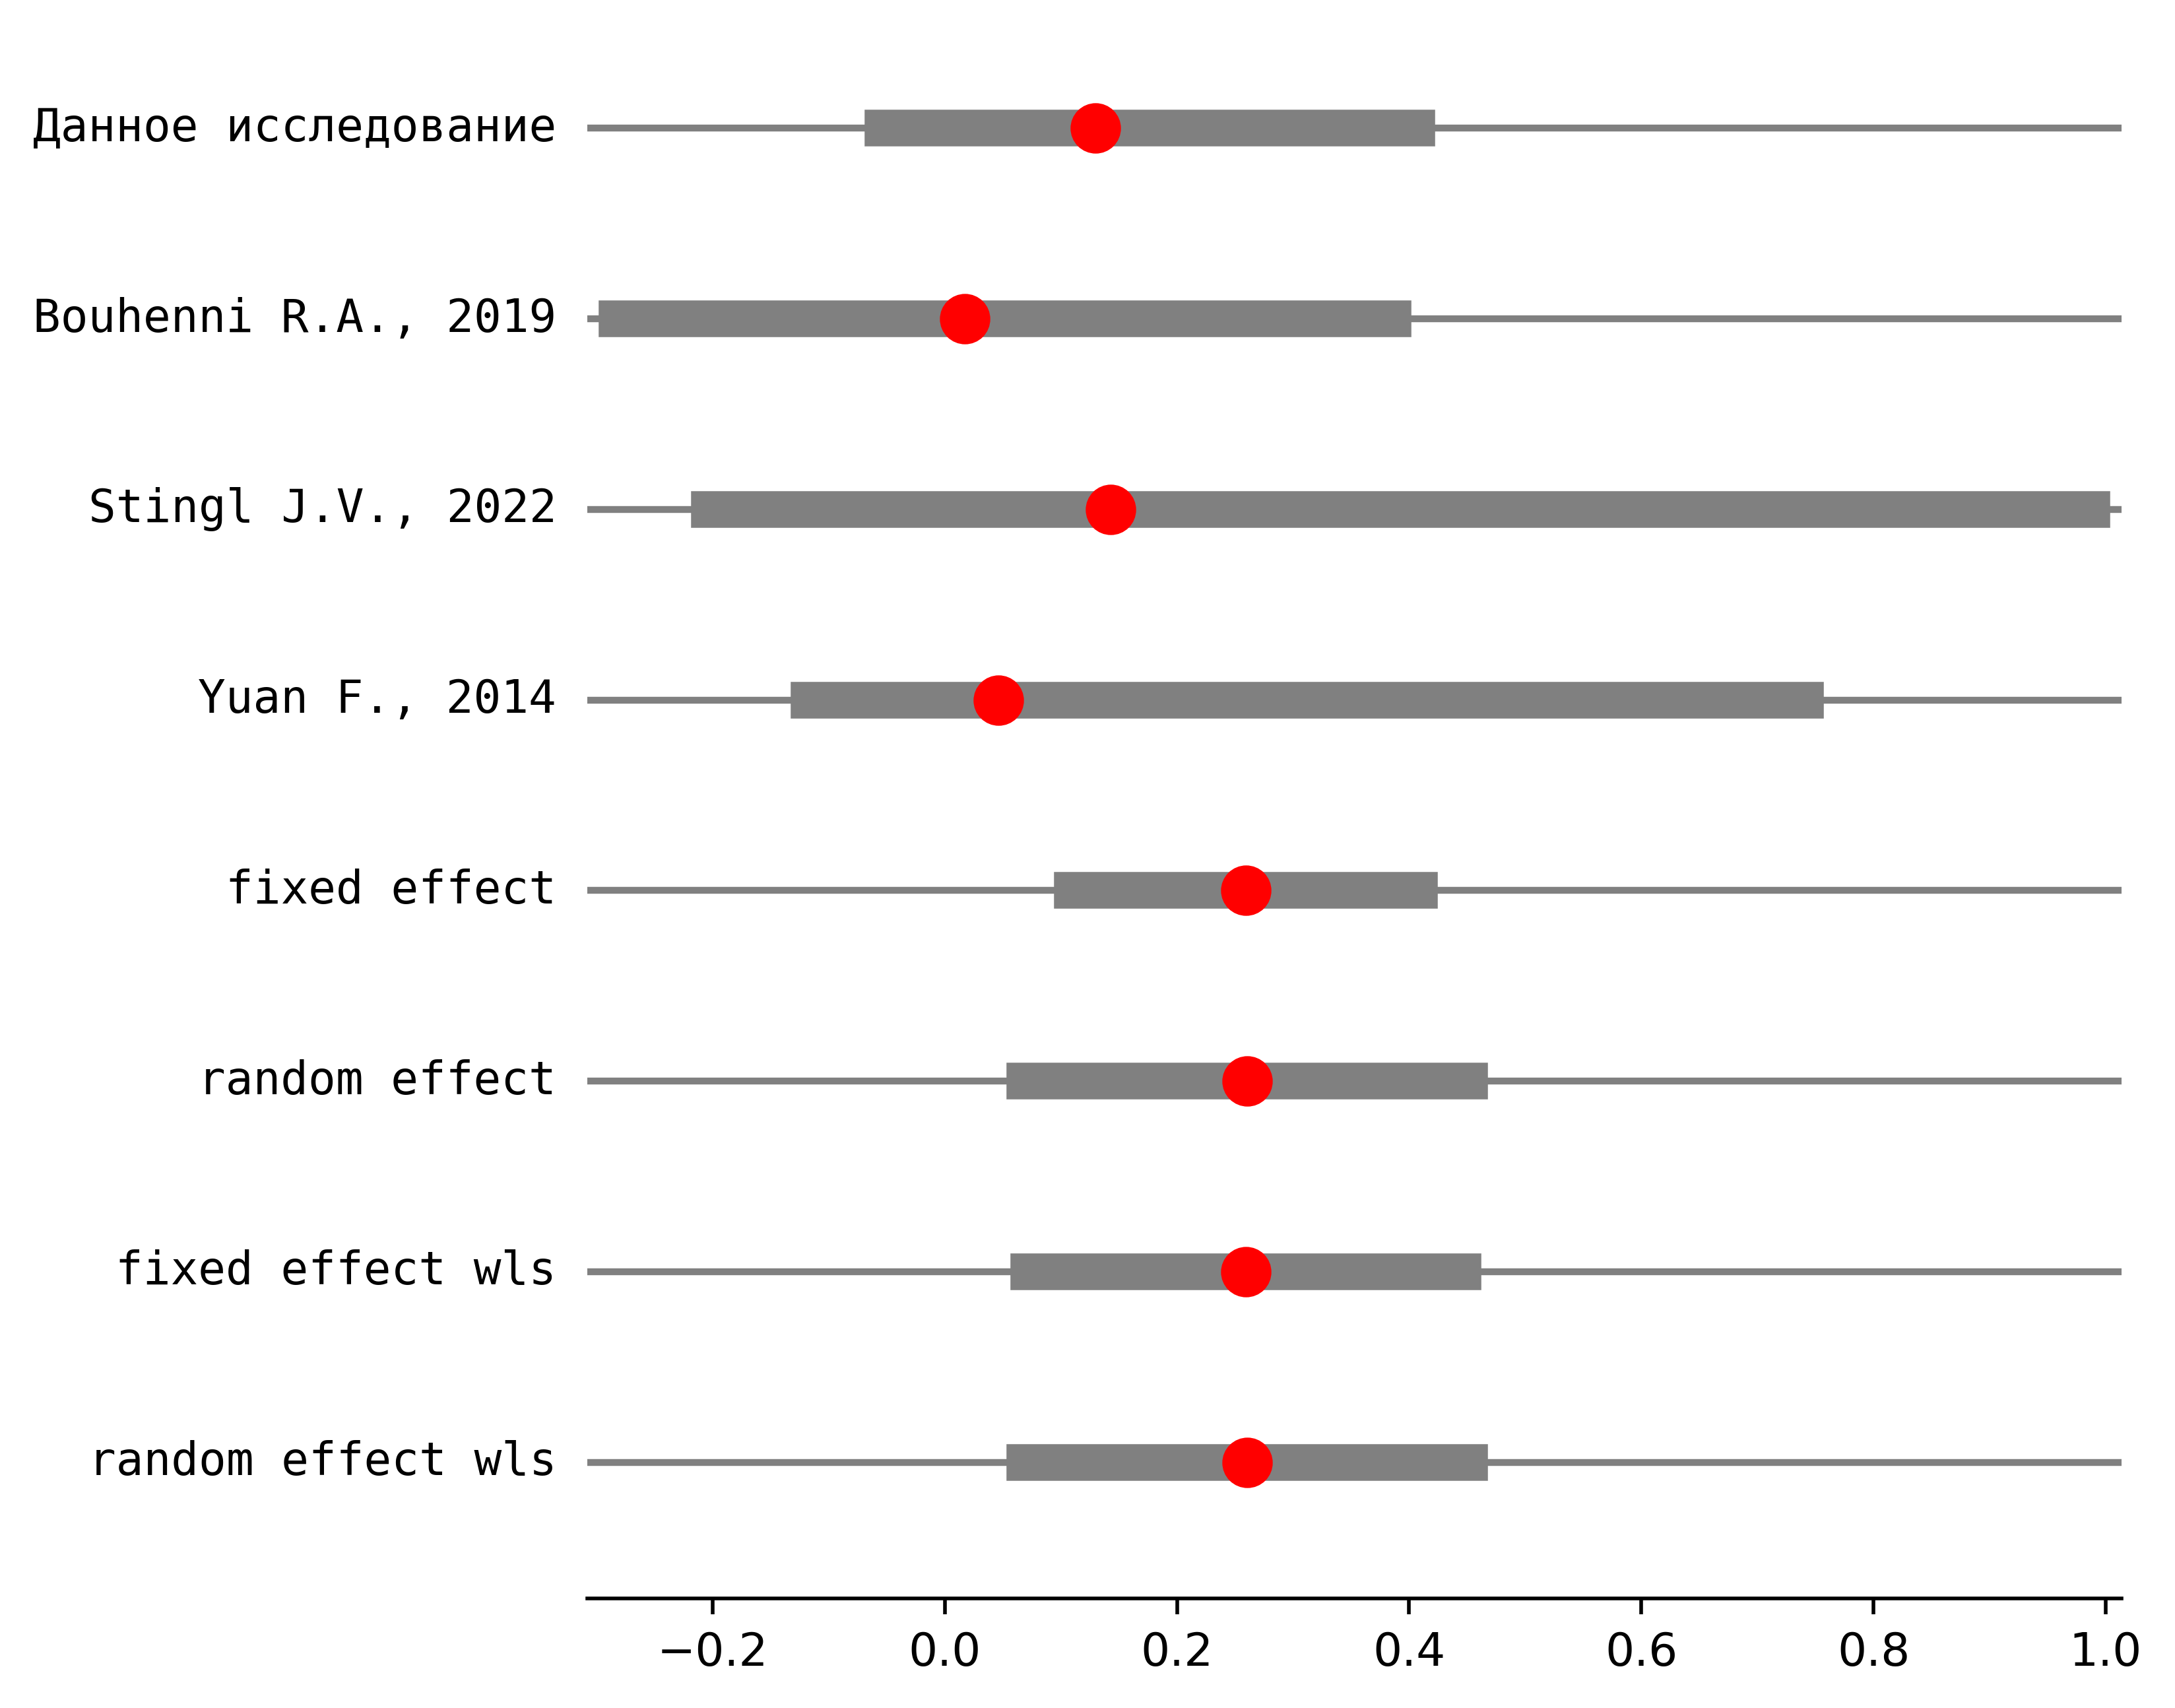 Данное исследование
Bouhenni R.A., 2019
Stingl J.V., 2022
Yuan F., 2014
fixed effect
random effect
fixed effect wls
random effect wls
−0.2 0.0 0.2 0.4 0.6 0.8 1.0